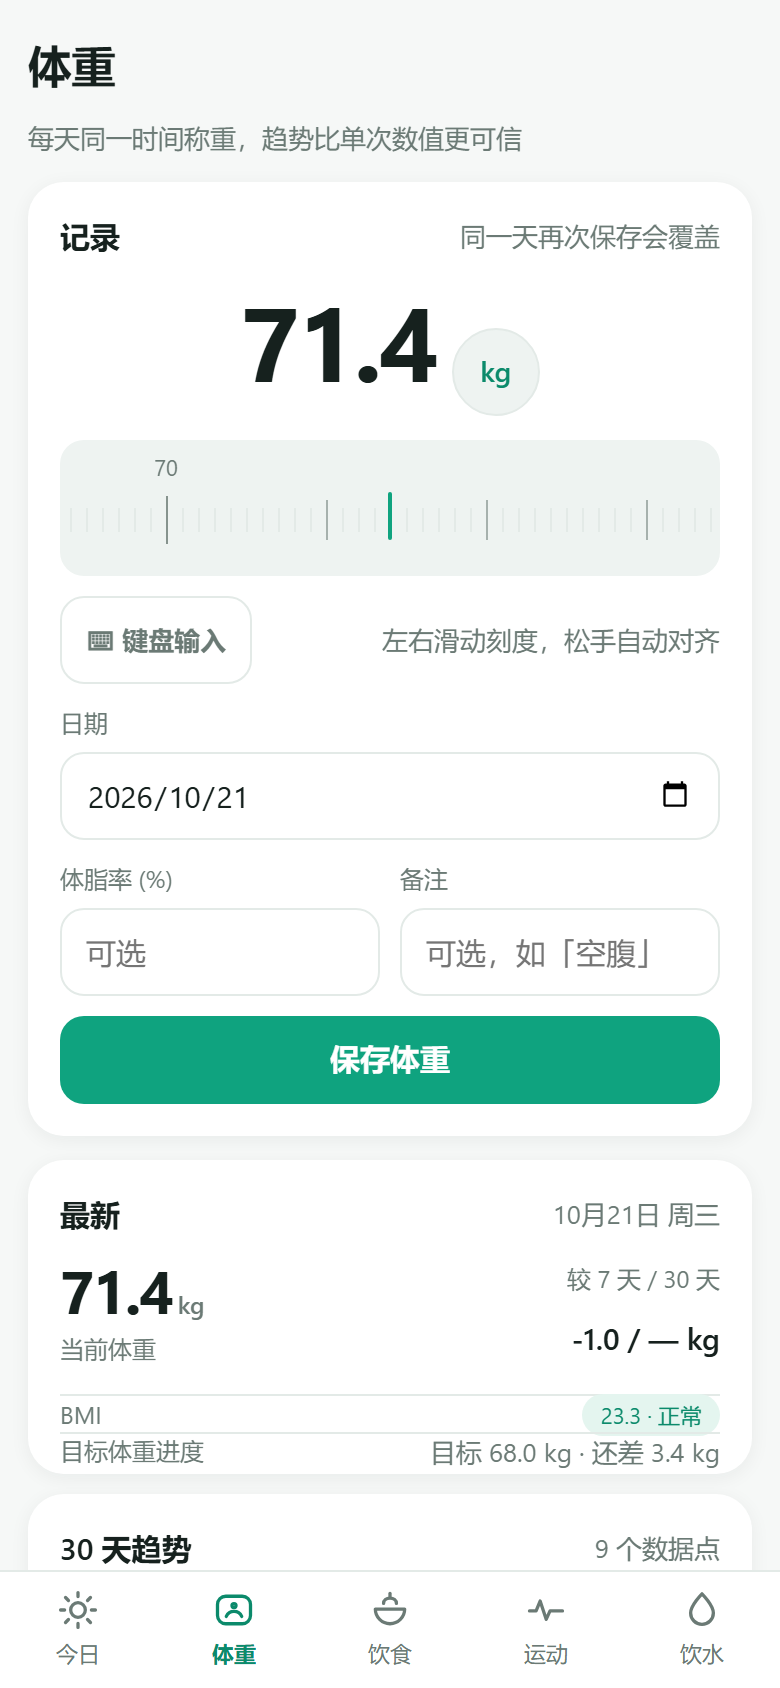 体重
每天同一时间称重，趋势比单次数值更可信
记录
同一天再次保存会覆盖
71.4 kg
70
键盘输入
左右滑动刻度，松手自动对齐
日期
2026/10/21
体脂率 (%)
备注
可选
可选，如「空腹」
保存体重
最新
10月21日 周三
71.4 kg
较 7 天 / 30 天
当前体重
-1.0 / — kg
BMI
23.3 · 正常
目标体重进度
目标 68.0 kg · 还差 3.4 kg
30 天趋势
9 个数据点
今日
体重
饮食
运动
饮水